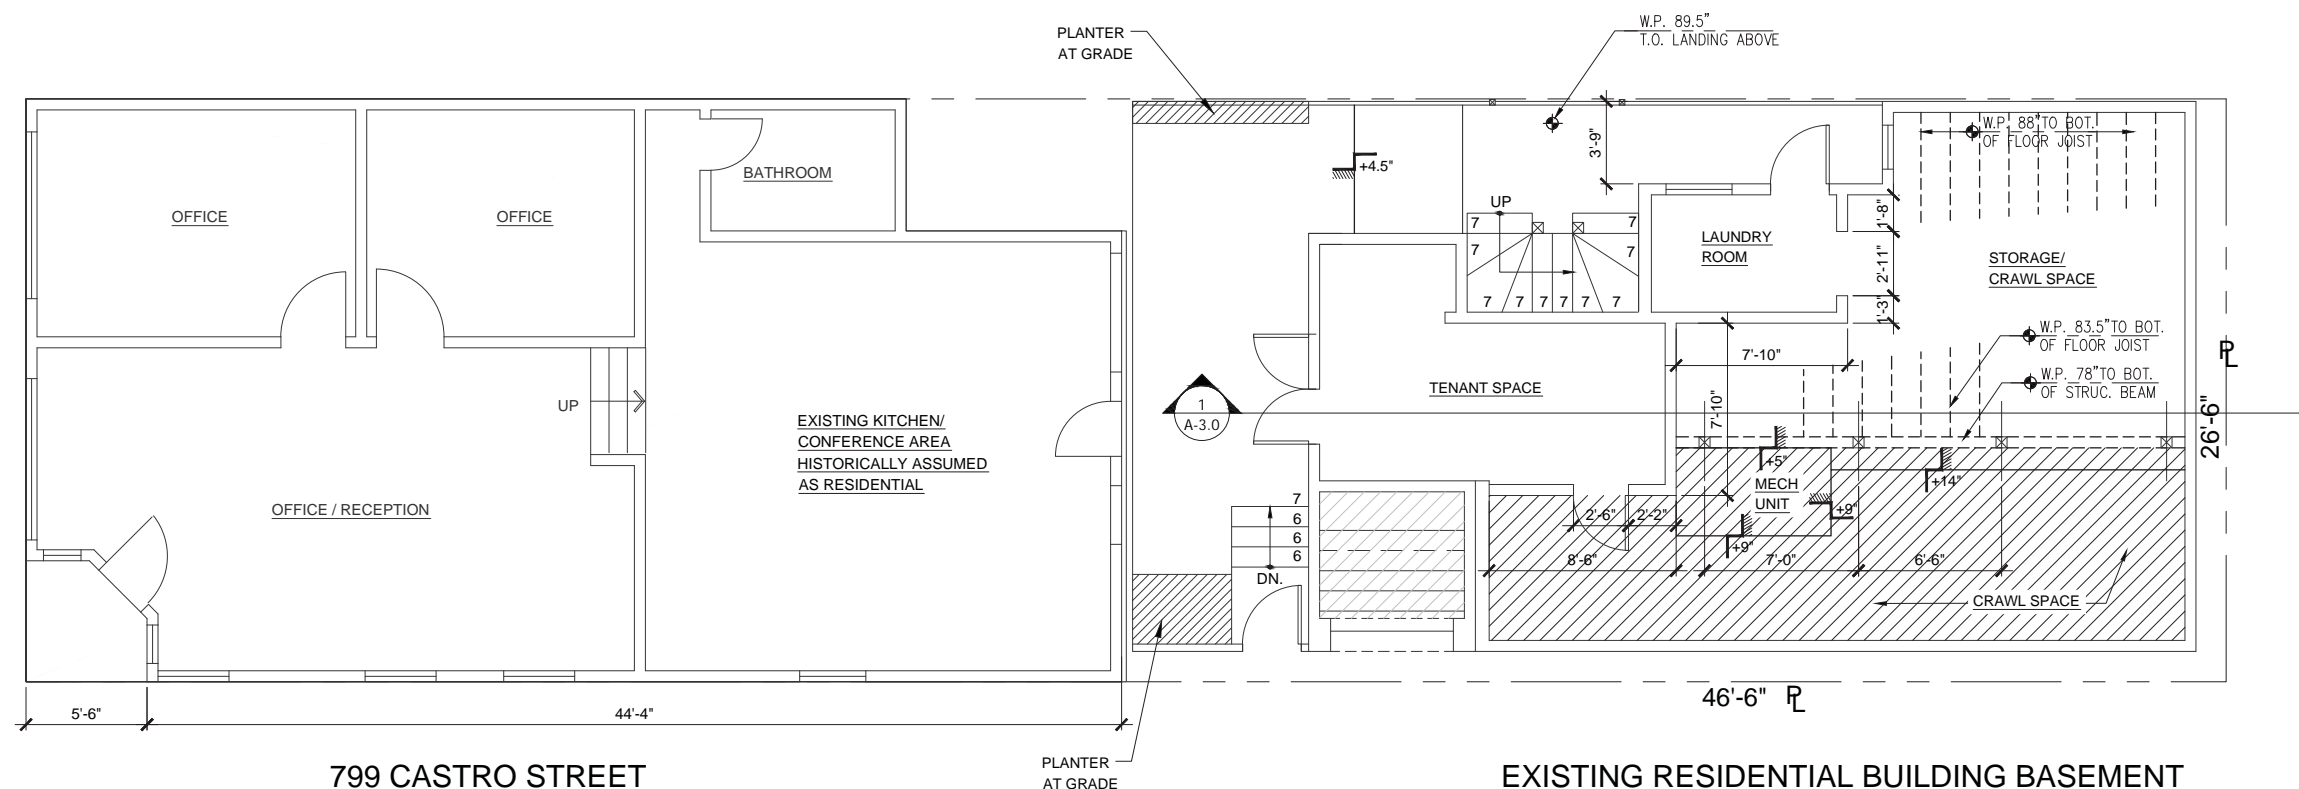 PLANTER
AT GRADE
W.P. 89.5"
T.O. LANDING ABOVE
W.P. 88"TO BOT.
OF FLOOR JOIST
3'-9"
+4.5"
BATHROOM
OFFICE
OFFICE
UP
7
7
7
7
7
7
7
7
7
7
LAUNDRY
ROOM
1'-8"
2'-11"
1'-3"
STORAGE/
CRAWL SPACE
W.P. 83.5"TO BOT.
OF FLOOR JOIST
W.P. 78"TO BOT.
OF STRUC. BEAM
PL
26'-6"
7'-10"
7'-10"
TENANT SPACE
1
A-3.0
UP
EXISTING KITCHEN/
CONFERENCE AREA
HISTORICALLY ASSUMED
AS RESIDENTIAL
OFFICE / RECEPTION
+5"
MECH
UNIT
+14"
+9"
+9"
7
6
6
6
DN.
2'-6"
2'-2"
8'-6"
7'-0"
6'-6"
CRAWL SPACE
46'-6" PL
5'-6"
44'-4"
PLANTER
AT GRADE
799 CASTRO STREET
EXISTING RESIDENTIAL BUILDING BASEMENT